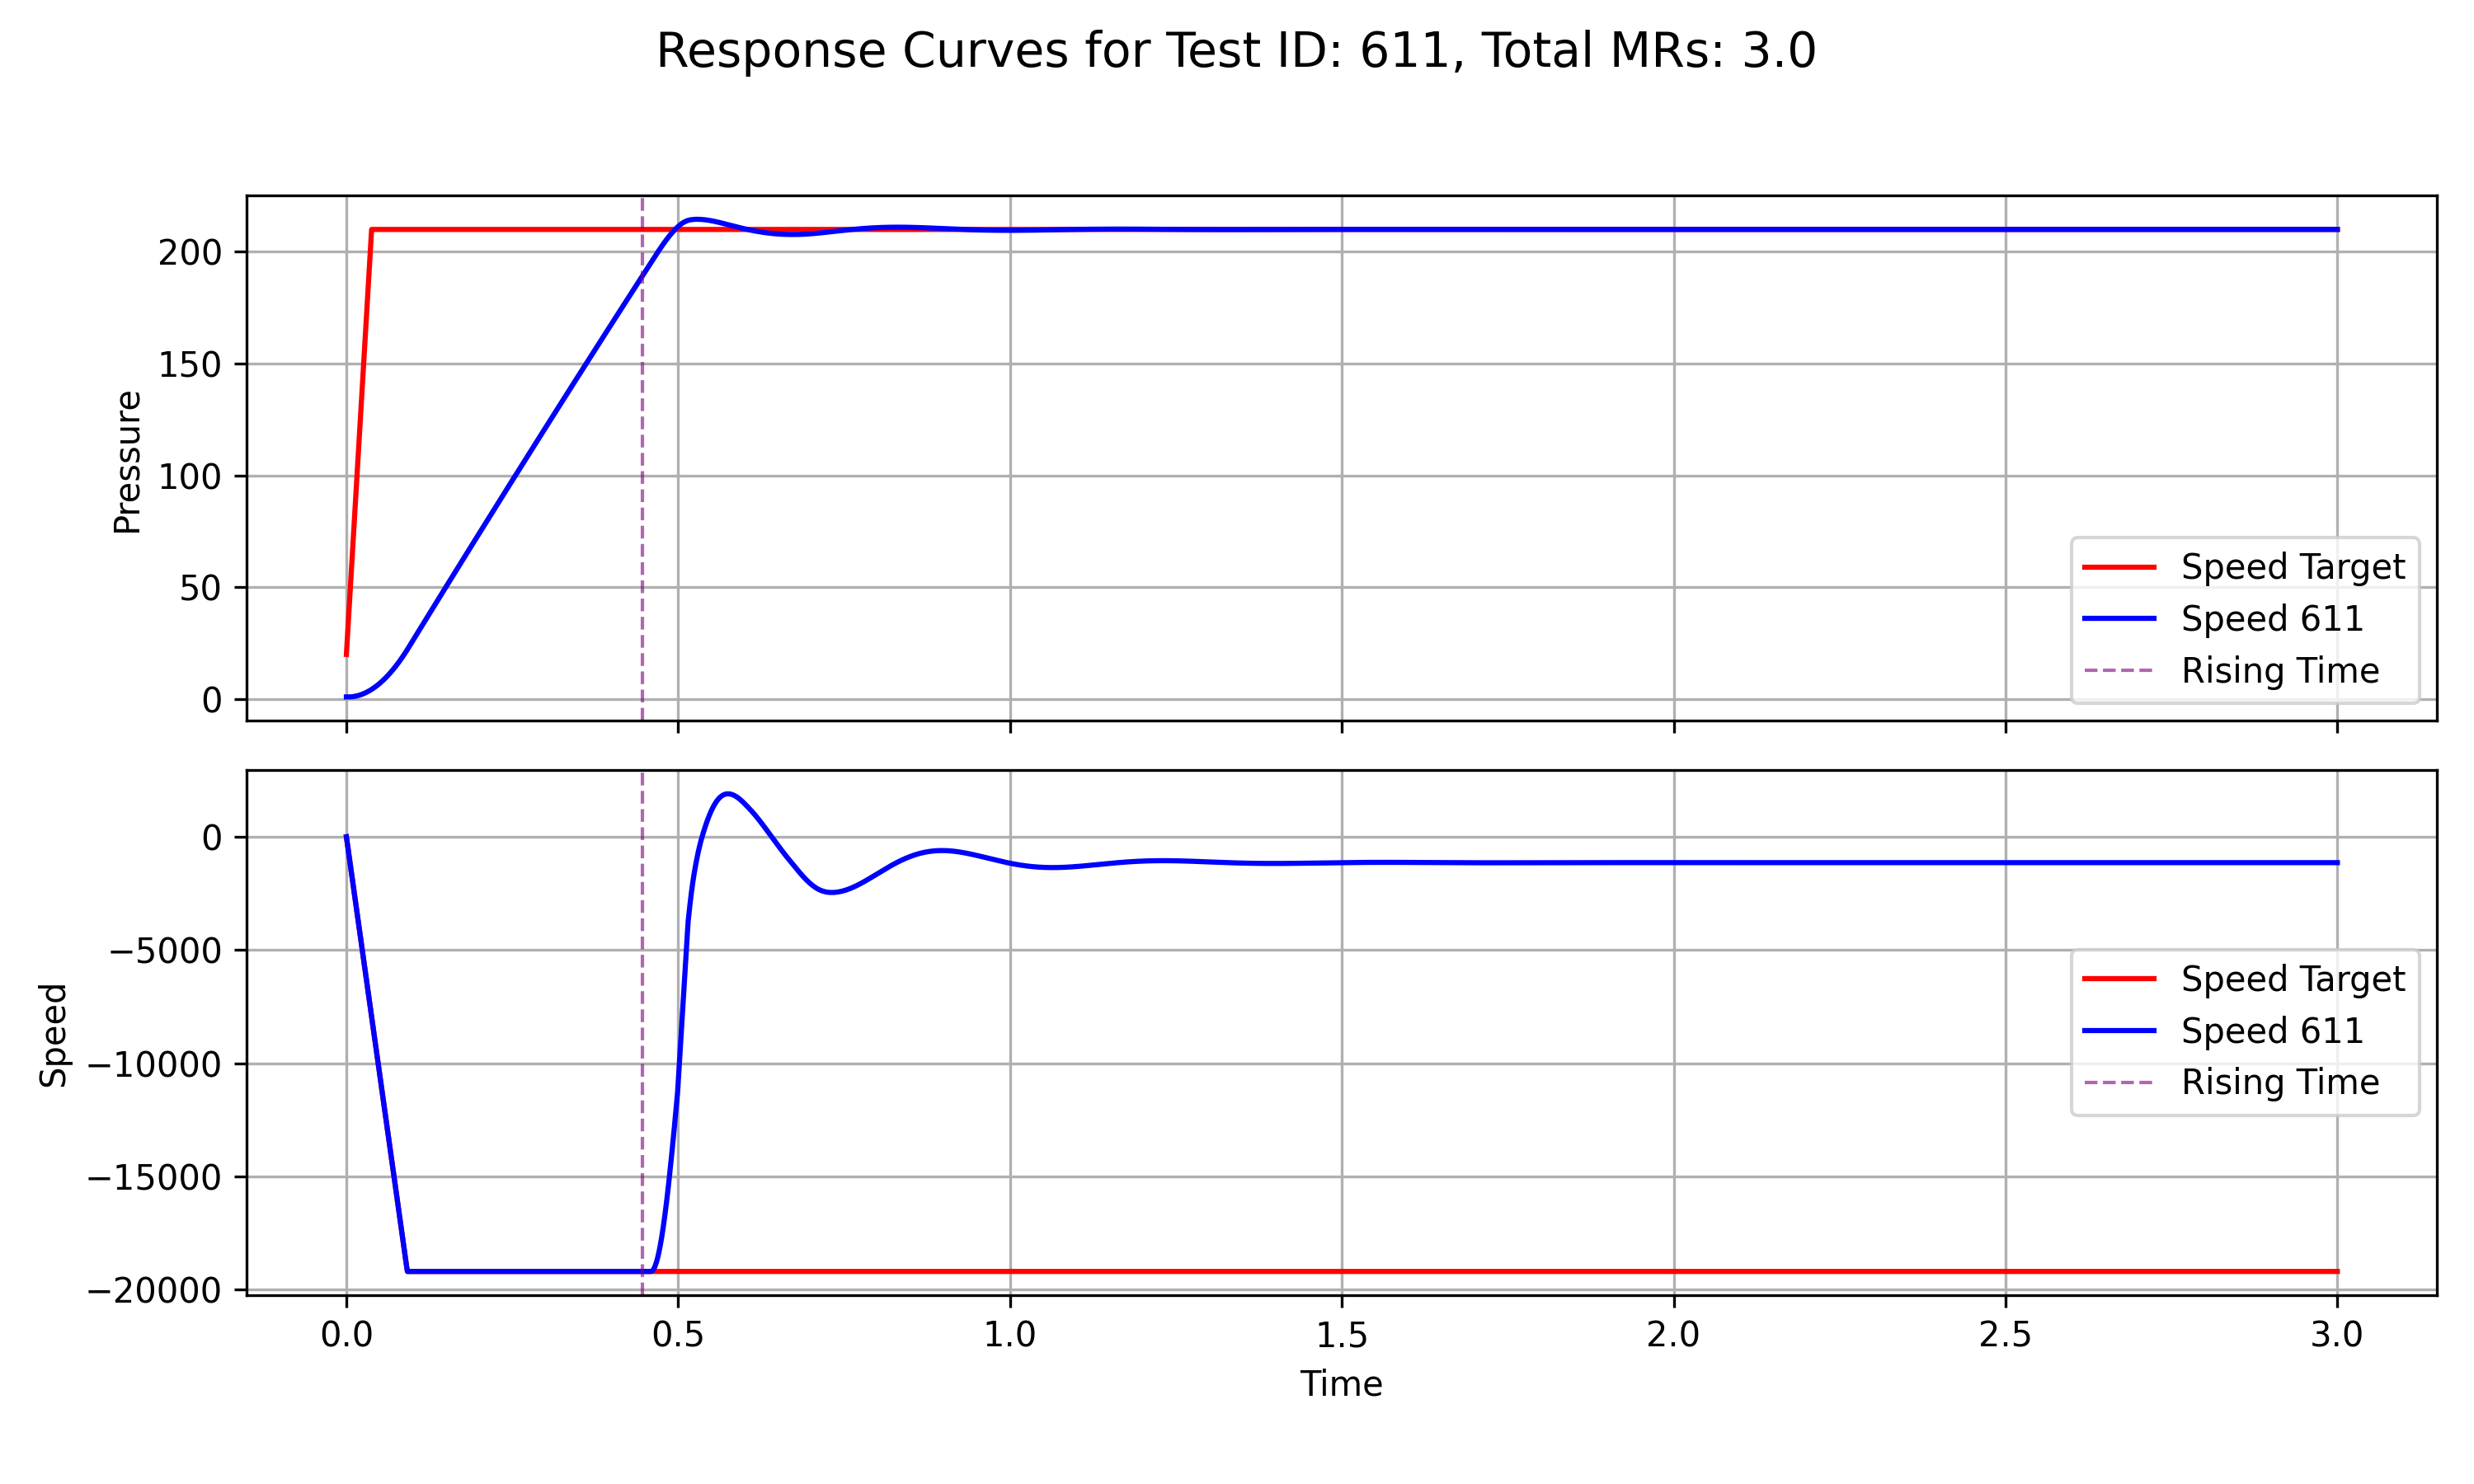 Response Curves for Test ID: 611, Total MRs: 3.0
200
150
100
50
0
Pressure
Speed Target
Speed 611
Rising Time
0
−5000
−10000
−15000
−20000
Speed
Speed Target
Speed 611
Rising Time
0.0 0.5 1.0 1.5 2.0 2.5 3.0
Time